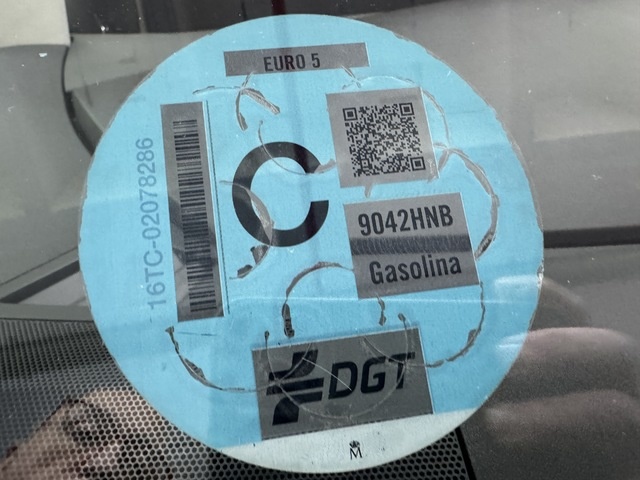 EURO 5
16TC-02078286
C
9042HNB
Gasolina
DGT
M